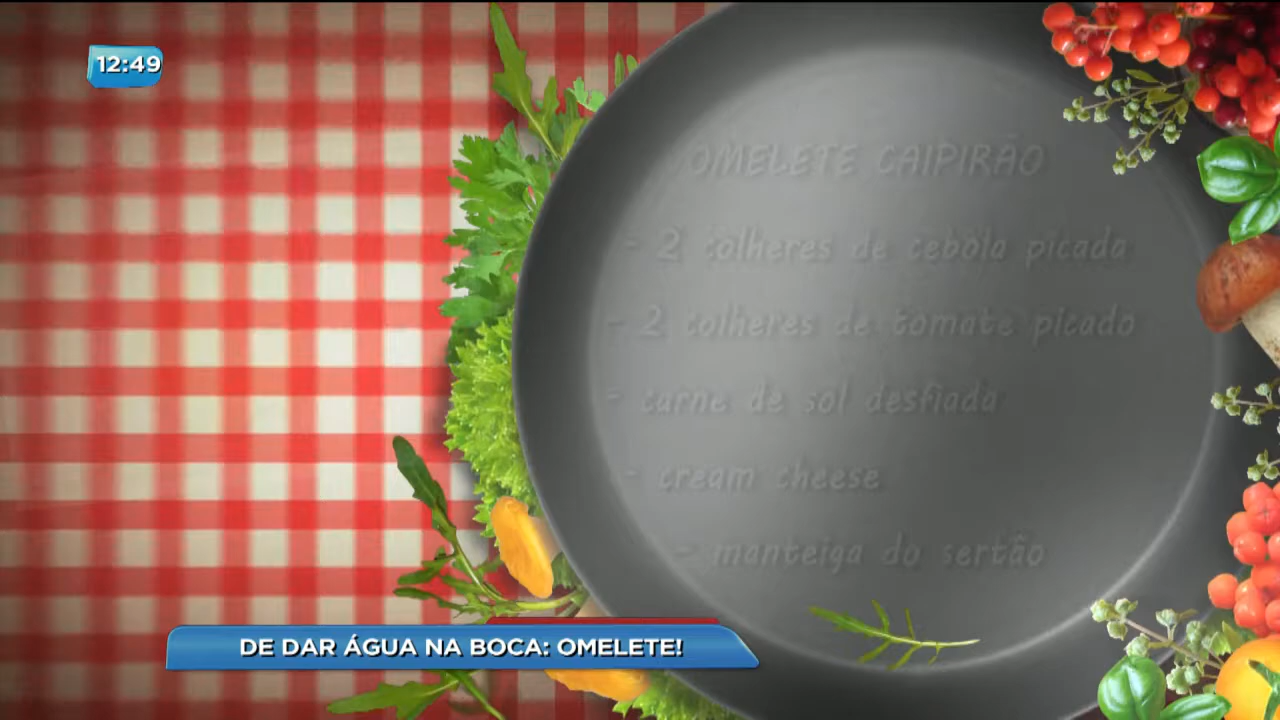 12:49
OMELETE CAIPIRÃO
- 2 colheres de cebola picada
- 2 colheres de tomate picado
- carne de sol desfiada
- cream cheese
- manteiga do sertão
DE DAR ÁGUA NA BOCA: OMELETE!